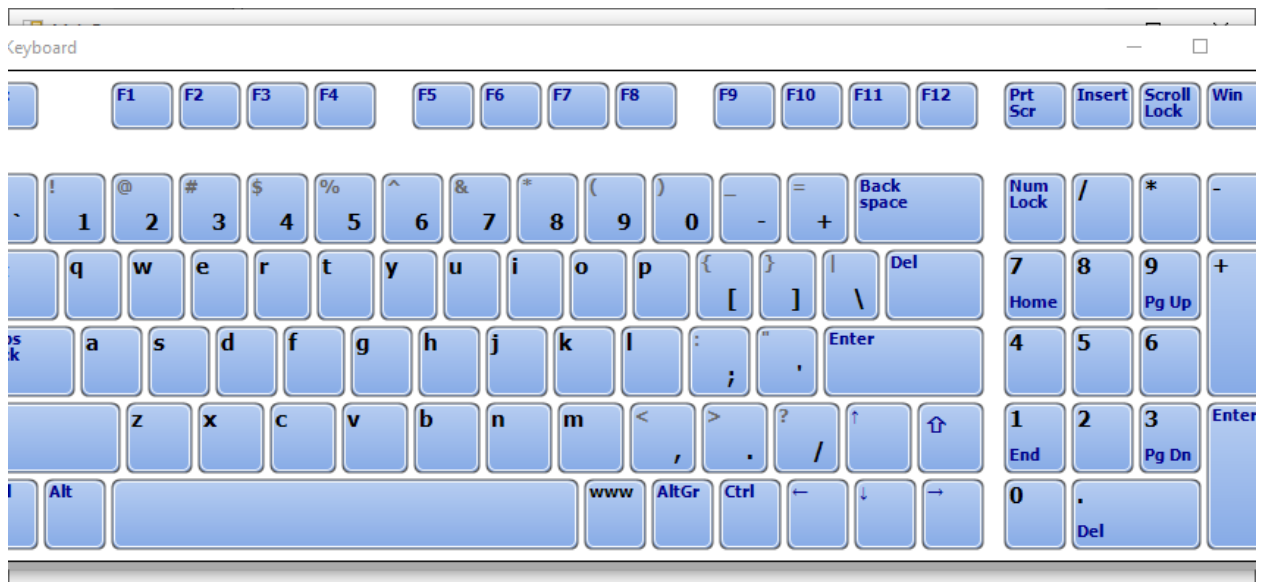 Keyboard
F1 F2 F3 F4 F5 F6 F7 F8 F9 F10 F11 F12 Prt Scr Insert Scroll Lock Win
` ! 1 @ 2 # 3 $ 4 % 5 ^ 6 & 7 * 8 ( 9 ) 0 _ - = + Back space Num Lock / * -
q w e r t y u i o p { [ } ] | \ Del 7 Home 8 9 Pg Up +
a s d f g h j k l : ; " ' Enter 4 5 6
z x c v b n m < , > . ? / ↑ ⇧ 1 End 2 3 Pg Dn Enter
Alt www AltGr Ctrl ← ↓ → 0 . Del